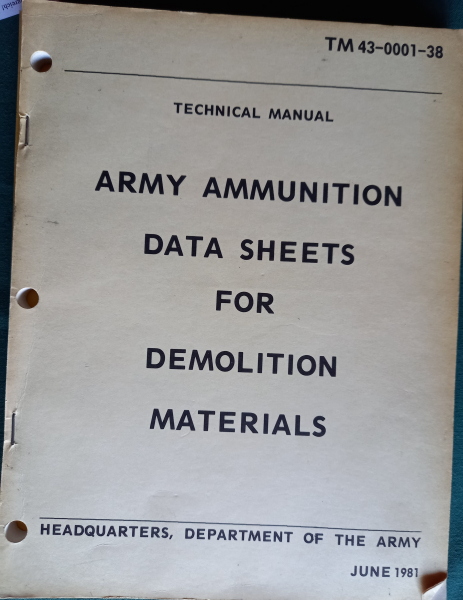 TM 43-0001-38
TECHNICAL MANUAL
ARMY AMMUNITION
DATA SHEETS
FOR
DEMOLITION
MATERIALS
HEADQUARTERS, DEPARTMENT OF THE ARMY
JUNE 1981